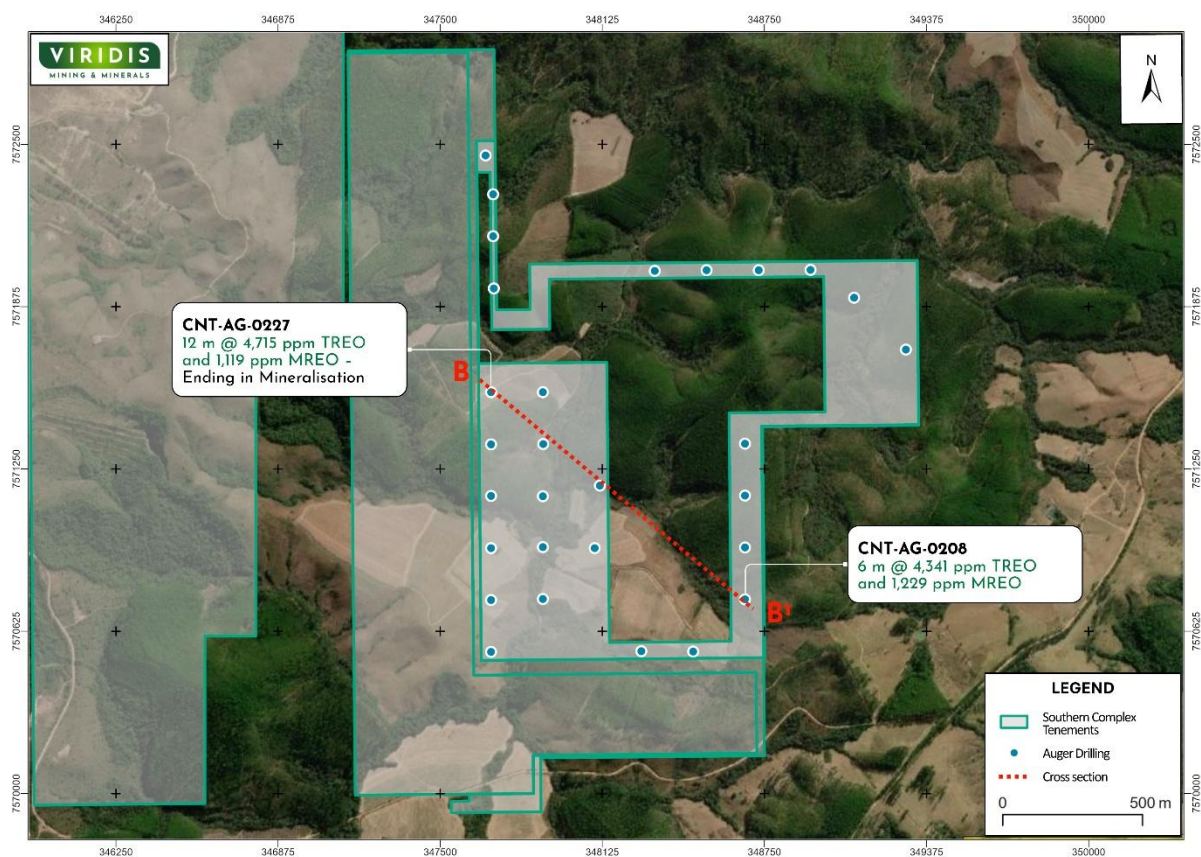 346250 346875 347500 348125 348750 349375 350000
VIRIDIS
MINING & MINERALS
N
7572500 7572500
7571875 7571875
CNT-AG-0227
12 m @ 4,715 ppm TREO
and 1,119 ppm MREO -
Ending in Mineralisation
B
7571250 7571250
CNT-AG-0208
6 m @ 4,341 ppm TREO
and 1,229 ppm MREO
B¹
7570625 7570625
LEGEND
Southern Complex
Tenements
Auger Drilling
Cross section
0 500 m
7570000 7570000
346250 346875 347500 348125 348750 349375 350000